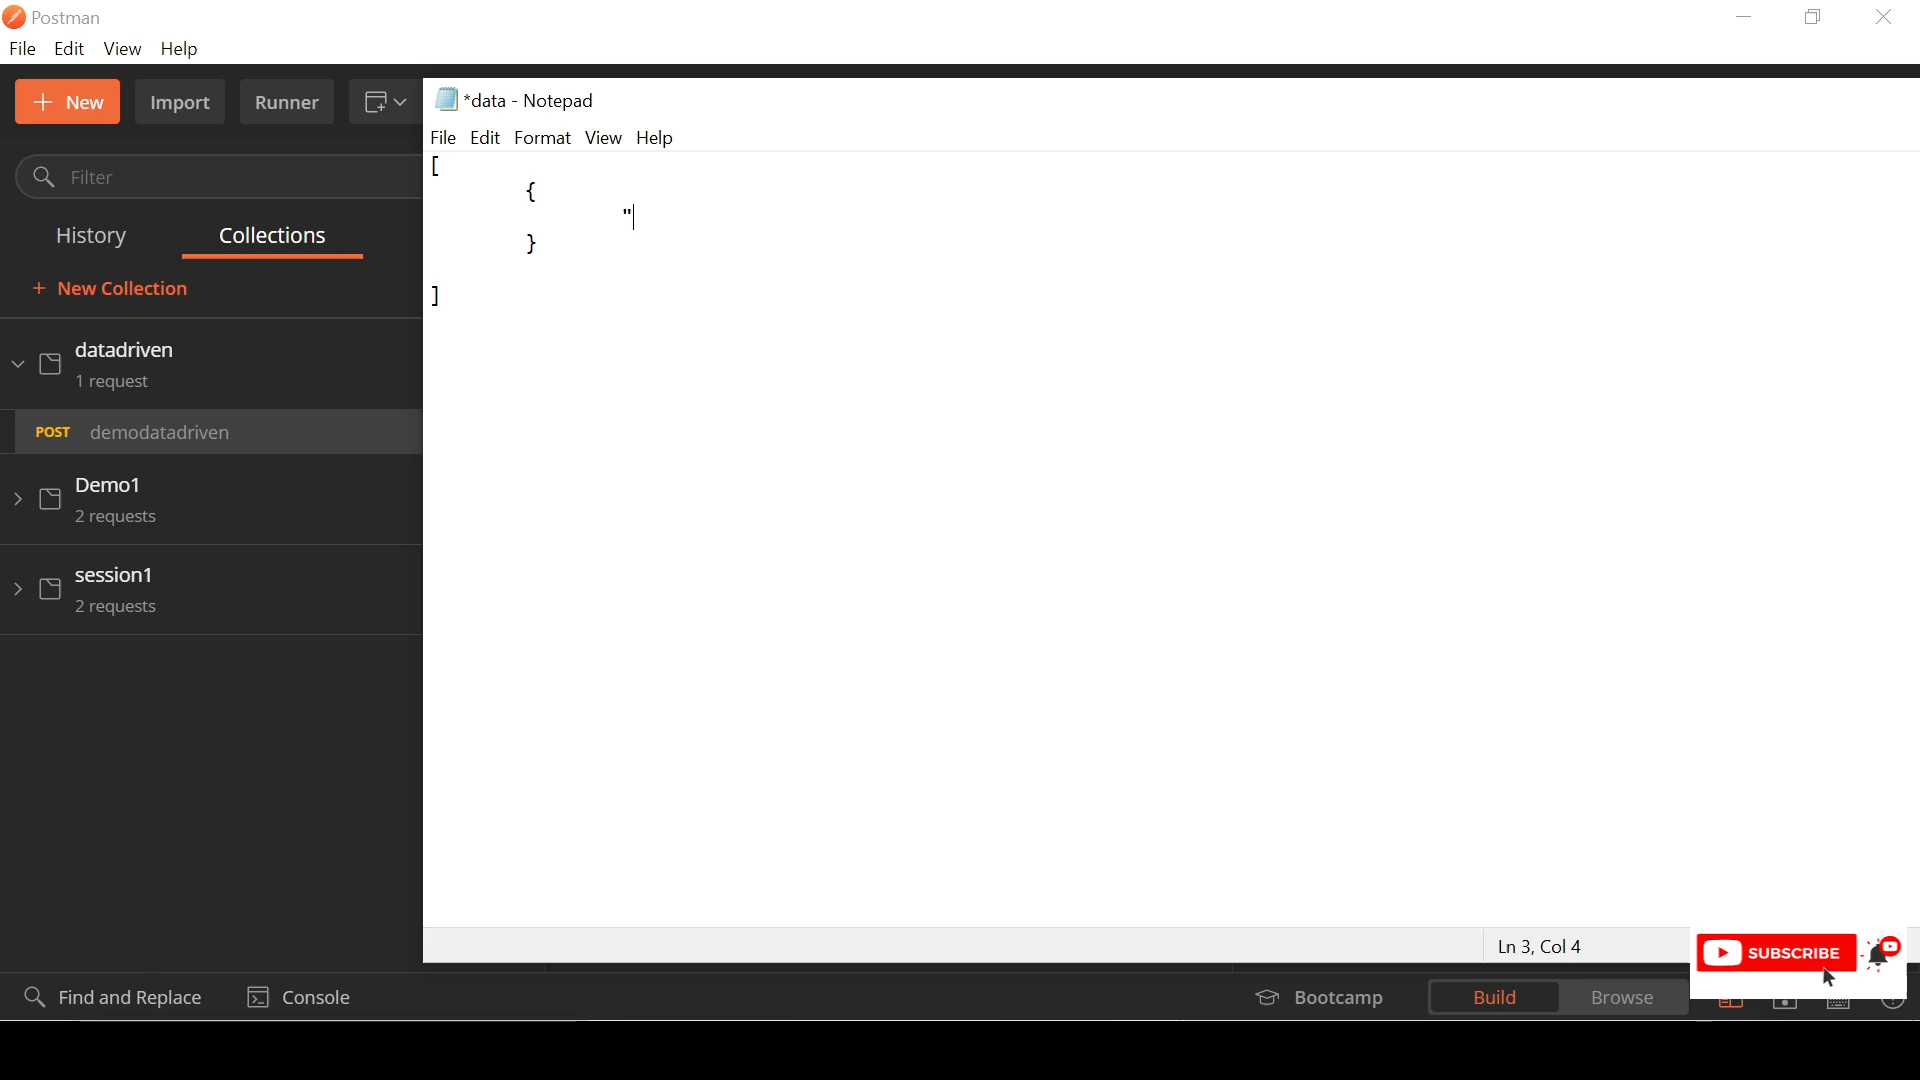 Postman
File Edit View Help
+ New Import Runner
*data - Notepad
File Edit Format View Help
[
{
"
}
]
Filter
History Collections
+ New Collection
datadriven
1 request
POST demodatadriven
Demo1
2 requests
session1
2 requests
Ln 3, Col 4
SUBSCRIBE
Find and Replace Console Bootcamp Build Browse